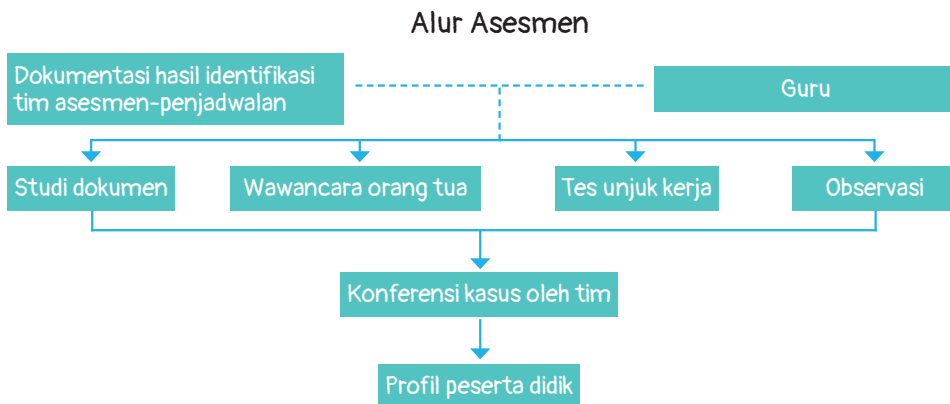 Alur Asesmen
Dokumentasi hasil identifikasi
tim asesmen-penjadwalan
Guru
Studi dokumen
Wawancara orang tua
Tes unjuk kerja
Observasi
Konferensi kasus oleh tim
Profil peserta didik